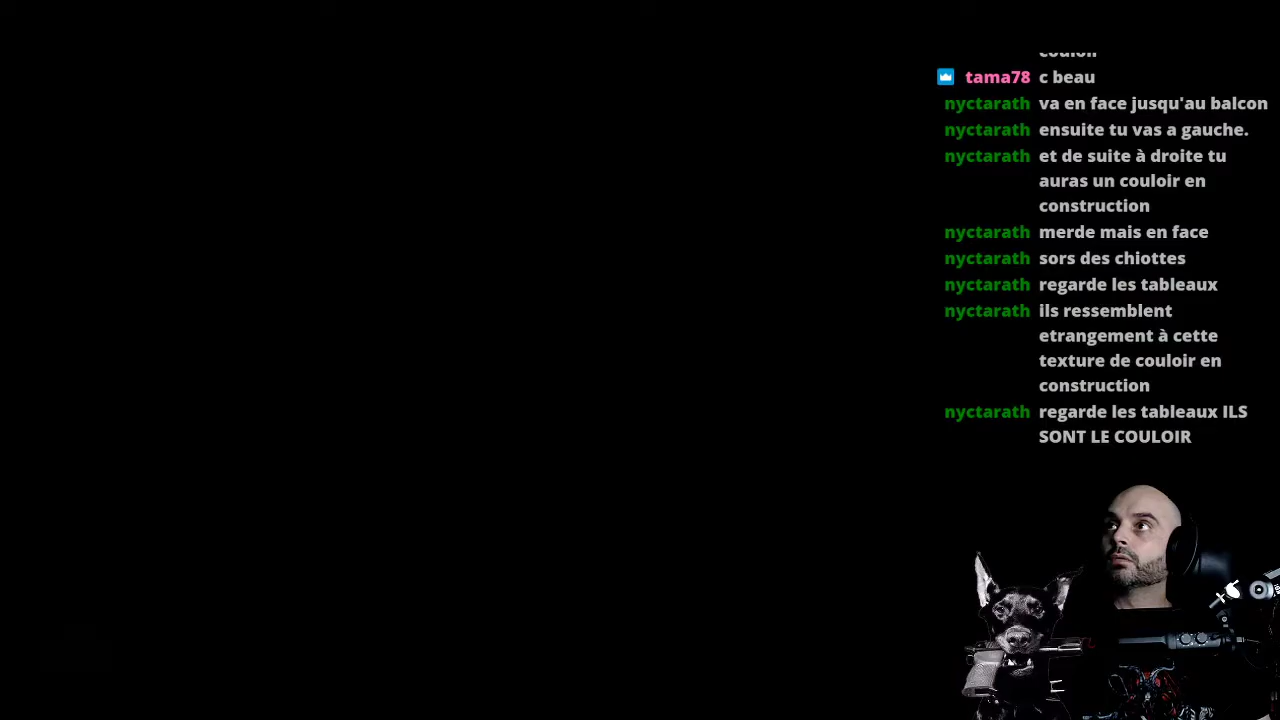 couloir
tama78 c beau
nyctarath va en face jusqu'au balcon
nyctarath ensuite tu vas a gauche.
nyctarath et de suite à droite tu
auras un couloir en
construction
nyctarath merde mais en face
nyctarath sors des chiottes
nyctarath regarde les tableaux
nyctarath ils ressemblent
etrangement à cette
texture de couloir en
construction
nyctarath regarde les tableaux ILS
SONT LE COULOIR